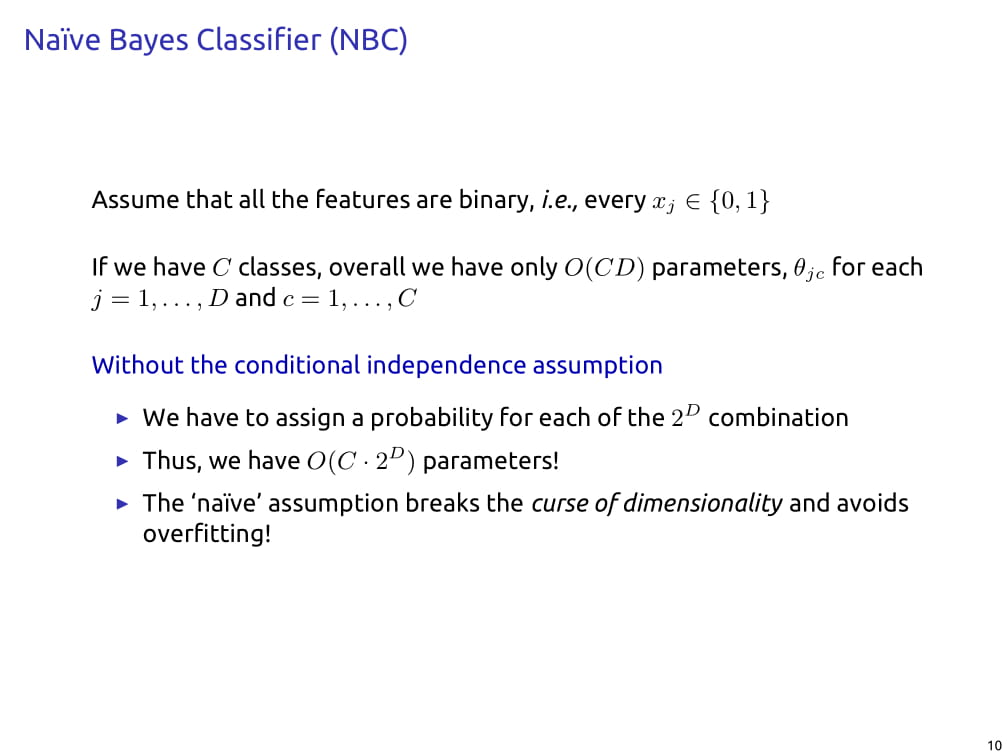 Naïve Bayes Classifier (NBC)
Assume that all the features are binary, i.e., every $x_j \in \{0, 1\}$
If we have $C$ classes, overall we have only $O(CD)$ parameters, $\theta_{jc}$ for each
$j = 1, \ldots, D$ and $c = 1, \ldots, C$
Without the conditional independence assumption
▶ We have to assign a probability for each of the $2^D$ combination
▶ Thus, we have $O(C \cdot 2^D)$ parameters!
▶ The ‘naïve’ assumption breaks the curse of dimensionality and avoids
overfitting!
10